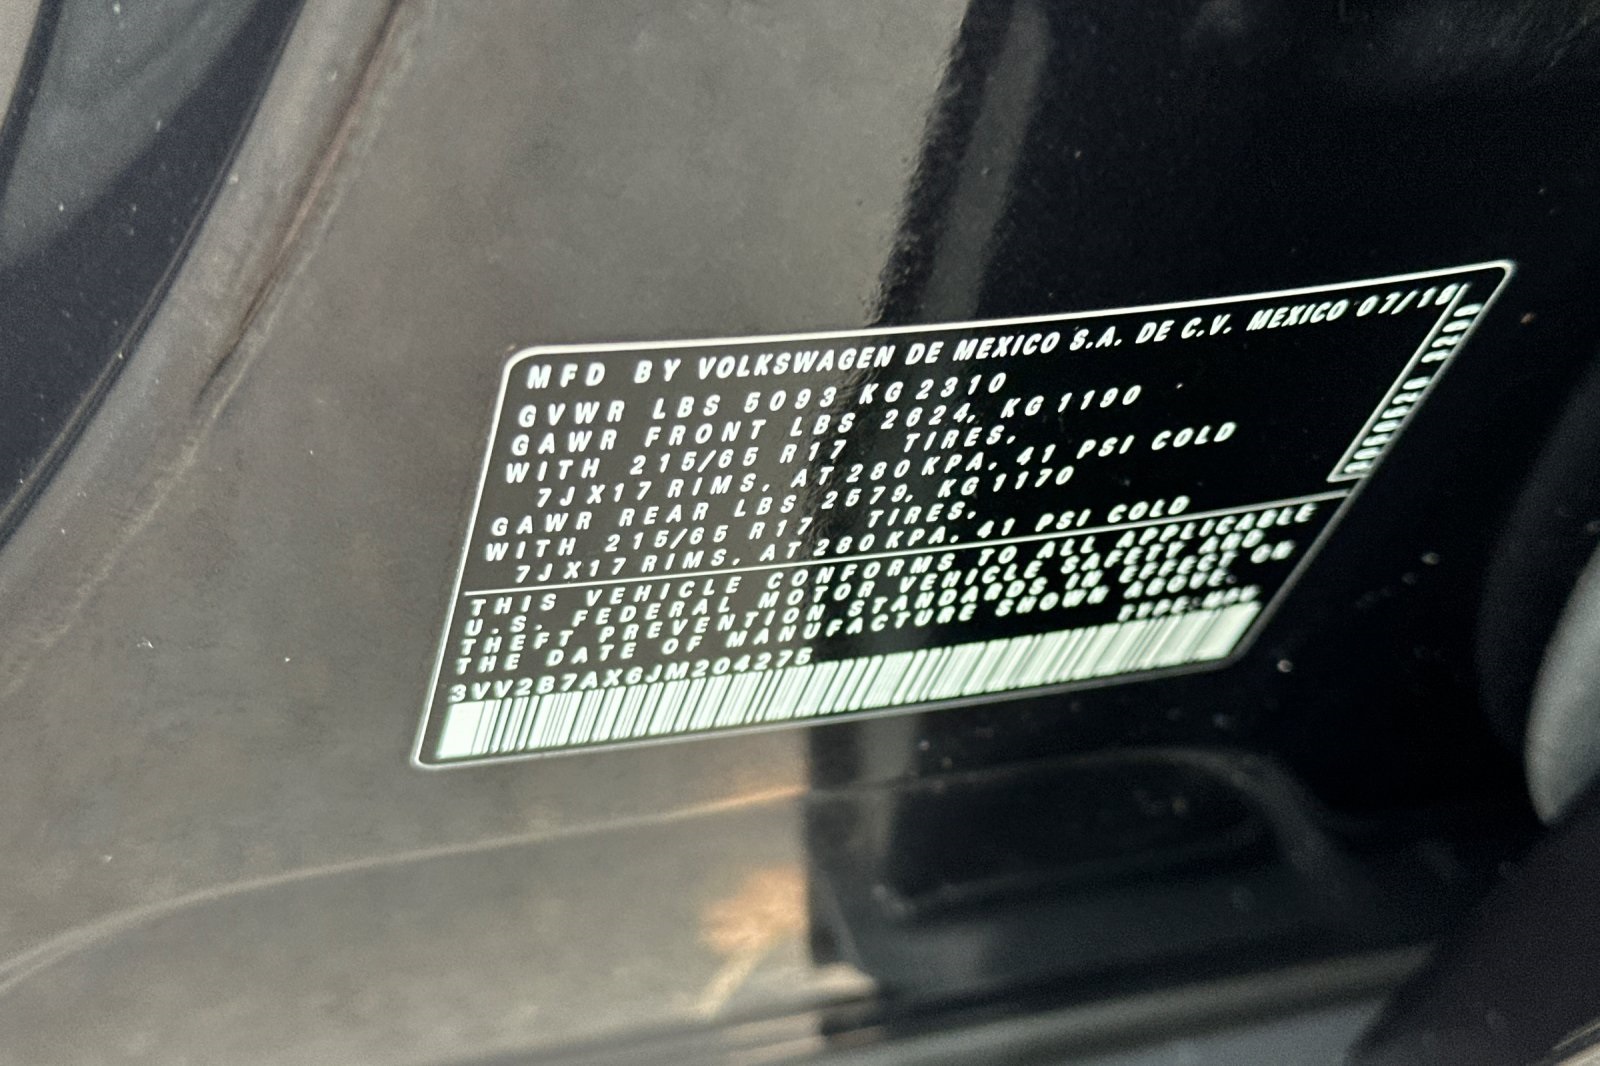 MFD BY VOLKSWAGEN DE MEXICO S.A. DE C.V. MEXICO 07/18
GVWR LBS 5093 KG 2310
GAWR FRONT LBS 2624, KG 1190
WITH 215/65 R17 TIRES,
7JX17 RIMS, AT 280 KPA, 41 PSI COLD
GAWR REAR LBS 2579, KG 1170
WITH 215/65 R17 TIRES,
7JX17 RIMS, AT 280 KPA, 41 PSI COLD
THIS VEHICLE CONFORMS TO ALL APPLICABLE
U.S. FEDERAL MOTOR VEHICLE SAFETY AND
THEFT PREVENTION STANDARDS IN EFFECT ON
THE DATE OF MANUFACTURE SHOWN ABOVE.
3VV2B7AX6JM204275 TYPE: MPV